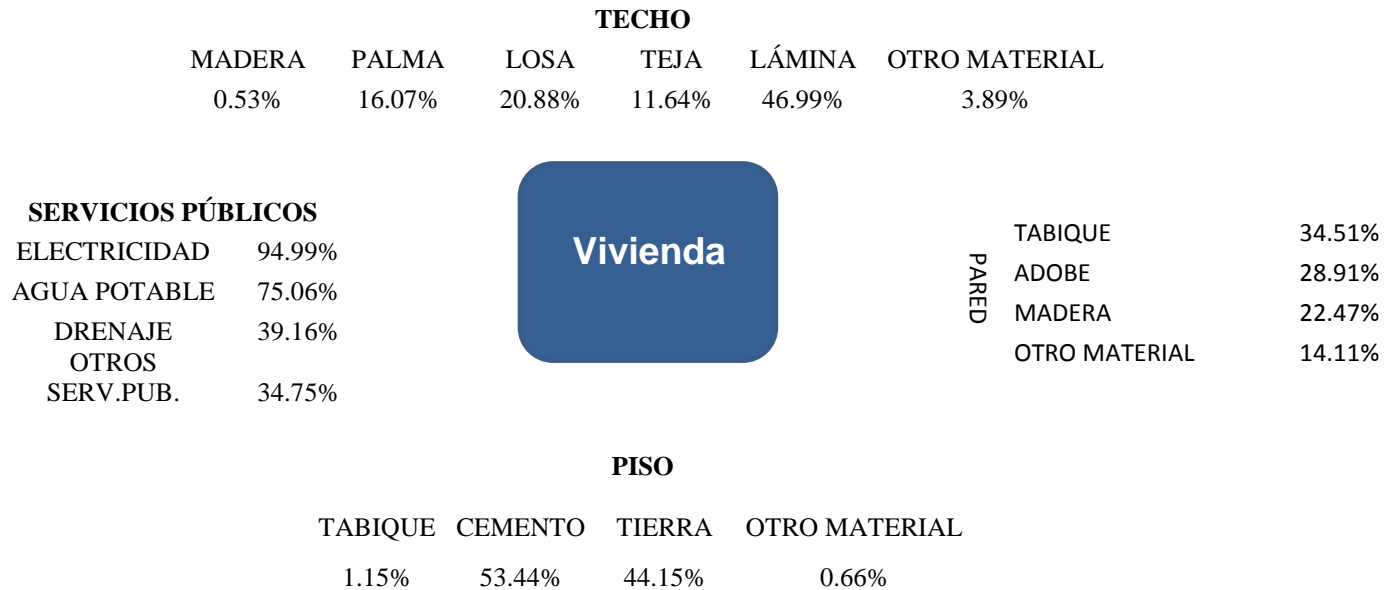 TECHO
MADERA PALMA LOSA TEJA LÁMINA OTRO MATERIAL
0.53% 16.07% 20.88% 11.64% 46.99% 3.89%
SERVICIOS PÚBLICOS
ELECTRICIDAD 94.99%
AGUA POTABLE 75.06%
DRENAJE 39.16%
OTROS
SERV.PUB. 34.75%
Vivienda
PARED
TABIQUE 34.51%
ADOBE 28.91%
MADERA 22.47%
OTRO MATERIAL 14.11%
PISO
TABIQUE CEMENTO TIERRA OTRO MATERIAL
1.15% 53.44% 44.15% 0.66%